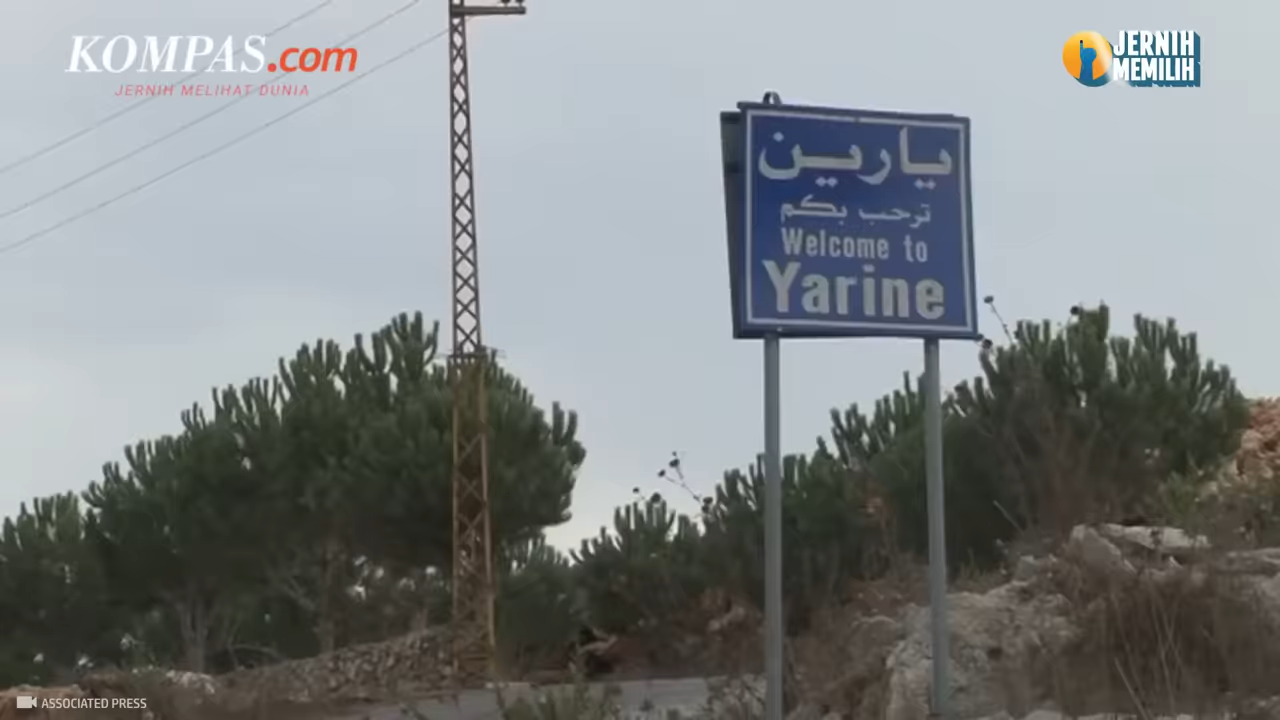 KOMPAS.com
JERNIH MELIHAT DUNIA
JERNIH
MEMILIH
يارين
ترحب بكم
Welcome to
Yarine
ASSOCIATED PRESS